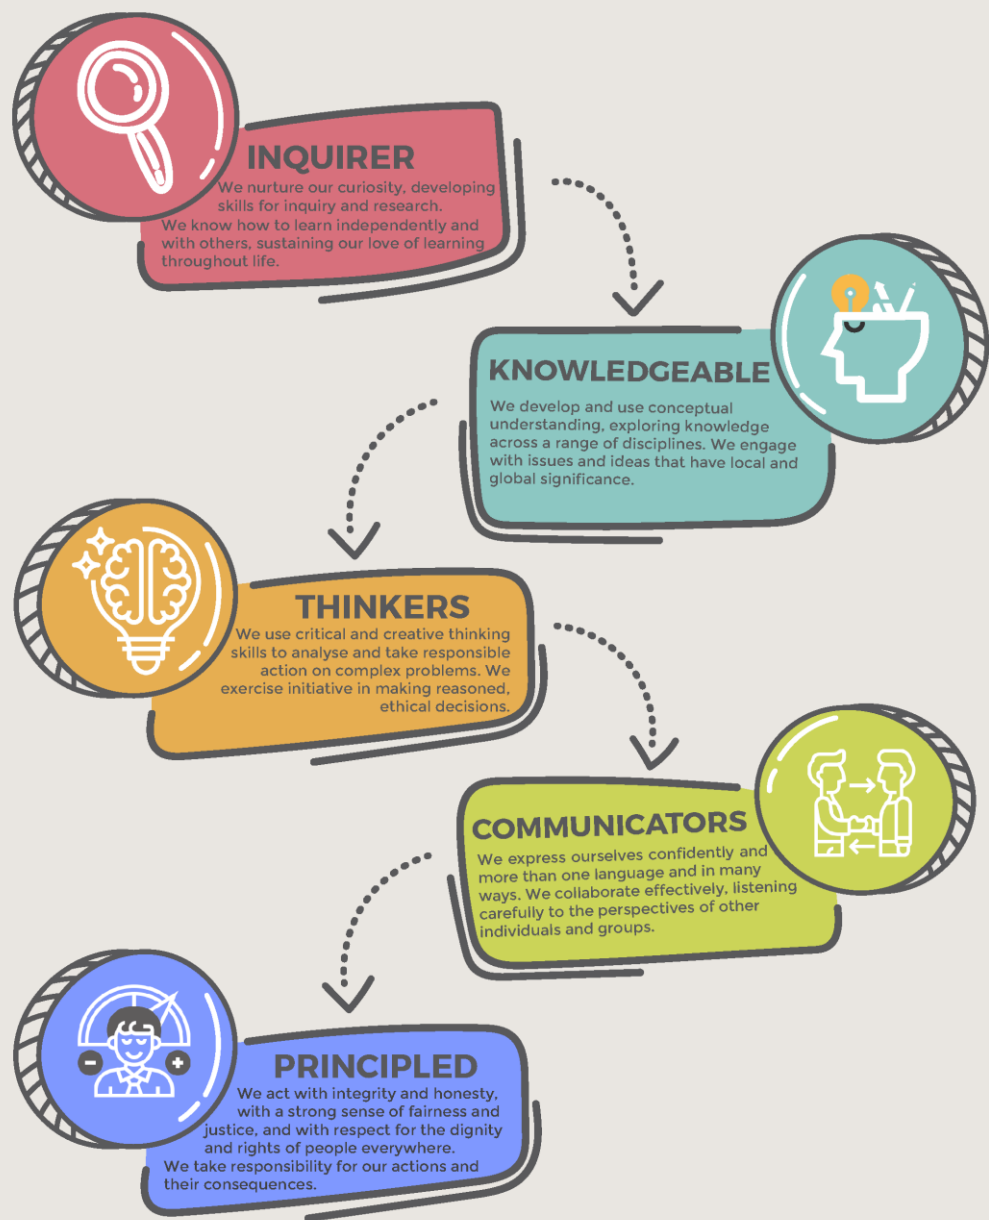 INQUIRER
We nurture our curiosity, developing
skills for inquiry and research.
We know how to learn independently and
with others, sustaining our love of learning
throughout life.
KNOWLEDGEABLE
We develop and use conceptual
understanding, exploring knowledge
across a range of disciplines. We engage
with issues and ideas that have local and
global significance.
THINKERS
We use critical and creative thinking
skills to analyse and take responsible
action on complex problems. We
exercise initiative in making reasoned,
ethical decisions.
COMMUNICATORS
We express ourselves confidently and
more than one language and in many
ways. We collaborate effectively, listening
carefully to the perspectives of other
individuals and groups.
PRINCIPLED
We act with integrity and honesty,
with a strong sense of fairness and
justice, and with respect for the dignity
and rights of people everywhere.
We take responsibility for our actions and
their consequences.